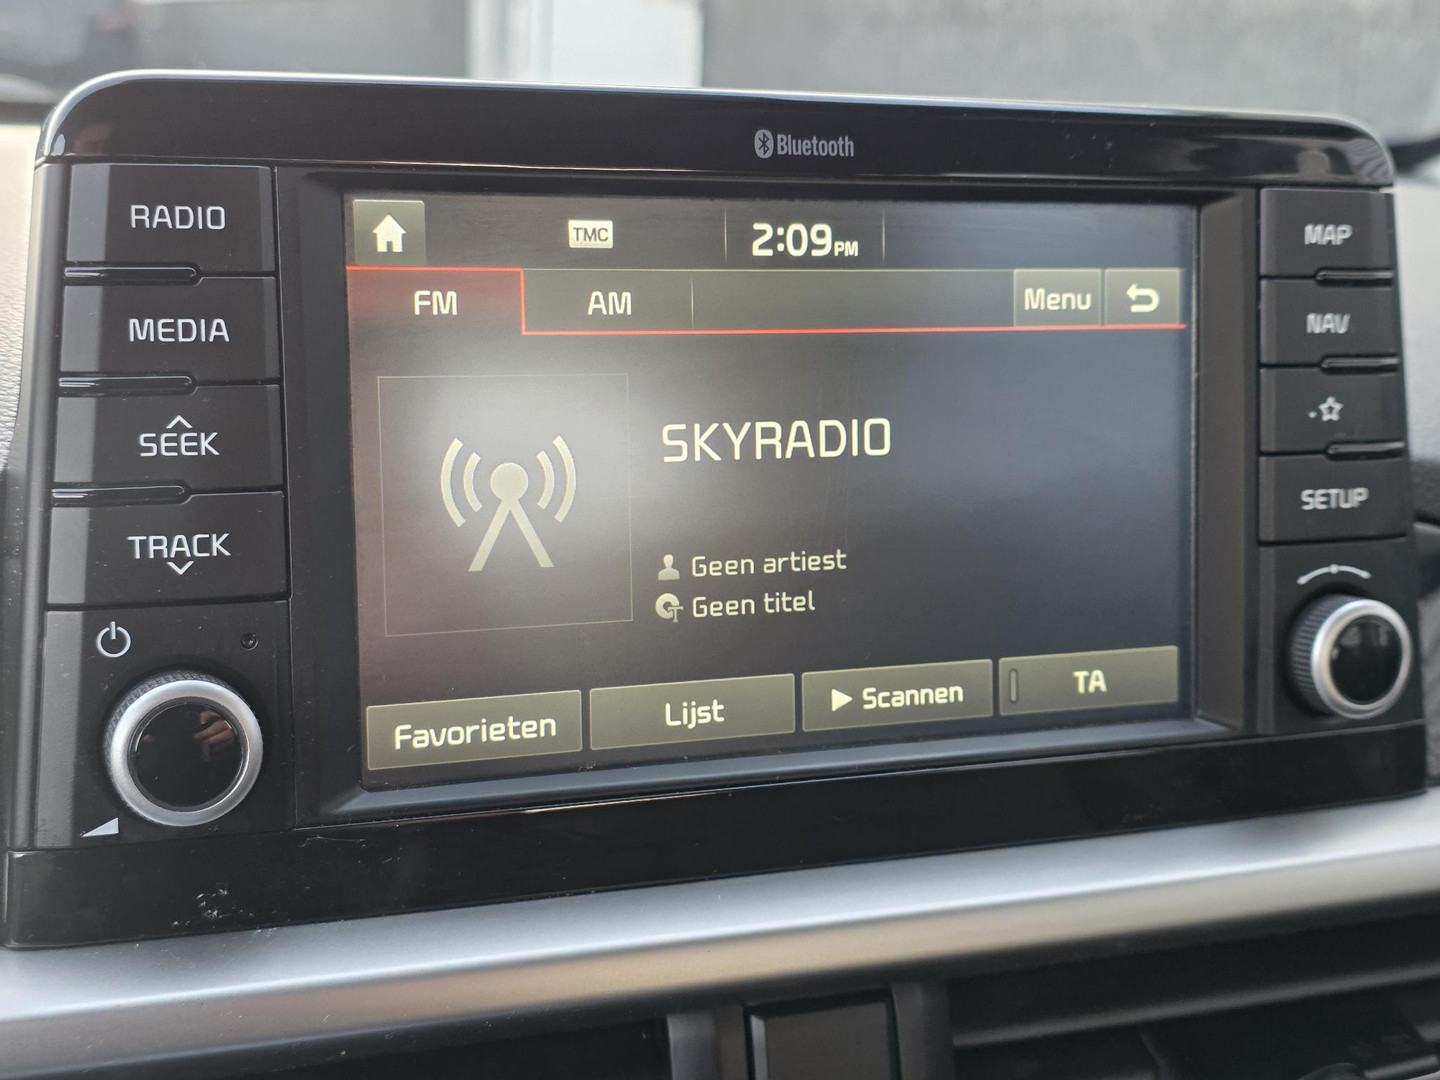 Bluetooth
RADIO
MEDIA
SEEK
TRACK
TMC
2:09PM
FM
AM
Menu
SKYRADIO
Geen artiest
Geen titel
Favorieten
Lijst
Scannen
TA
MAP
NAV
SETUP